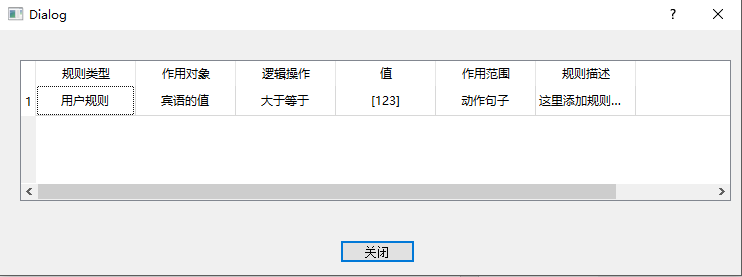 Dialog
规则类型 作用对象 逻辑操作 值 作用范围 规则描述
1 用户规则 宾语的值 大于等于 [123] 动作句子 这里添加规则...
关闭